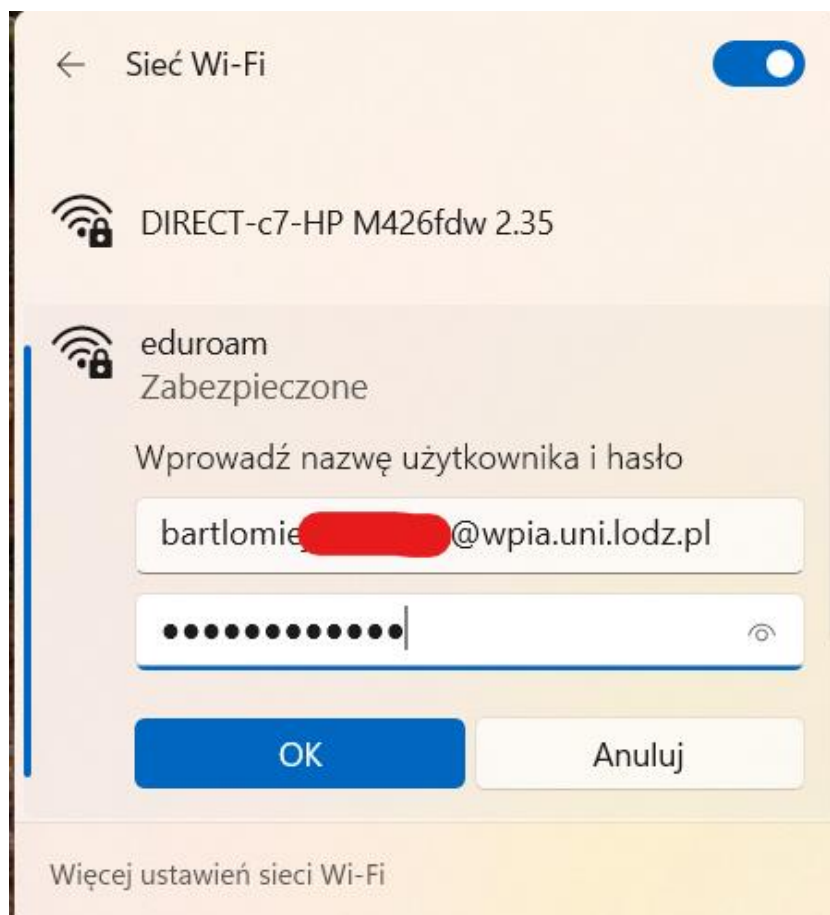 Sieć Wi-Fi
DIRECT-c7-HP M426fdw 2.35
eduroam
Zabezpieczone
Wprowadź nazwę użytkownika i hasło
bartlomiej @wpia.uni.lodz.pl
••••••••••••
OK
Anuluj
Więcej ustawień sieci Wi-Fi